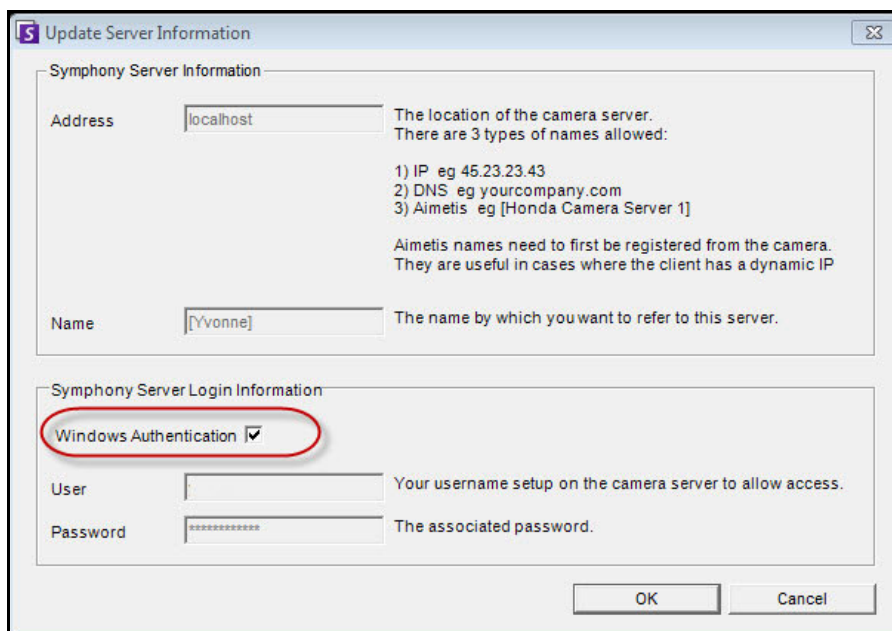 Update Server Information
Symphony Server Information
Address
localhost
The location of the camera server.
There are 3 types of names allowed:
1) IP eg 45.23.23.43
2) DNS eg yourcompany.com
3) Aimetis eg [Honda Camera Server 1]
Aimetis names need to first be registered from the camera.
They are useful in cases where the client has a dynamic IP
Name
[Yvonne]
The name by which you want to refer to this server.
Symphony Server Login Information
Windows Authentication
User
Your username setup on the camera server to allow access.
Password
************
The associated password.
OK
Cancel